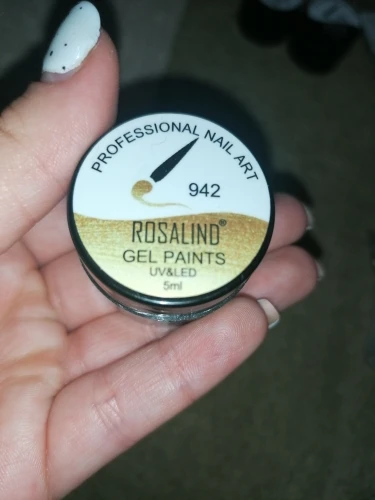 PROFESSIONAL NAIL ART
942
ROSALIND®
GEL PAINTS
UV&LED
5ml